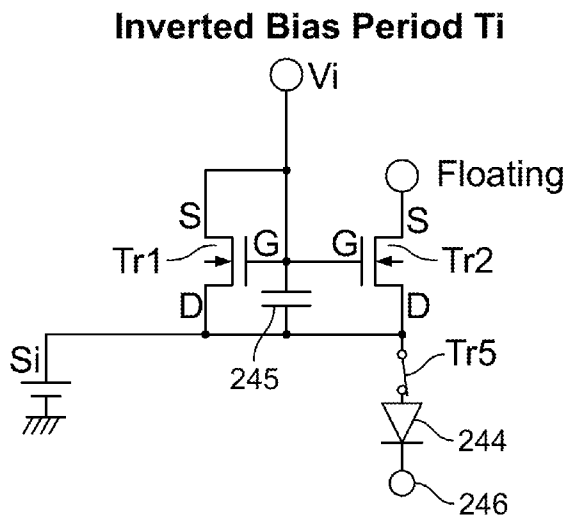 Inverted Bias Period Ti
Vi
Floating
S
S
Tr1
G
G
Tr2
D
D
Si
245
Tr5
244
246